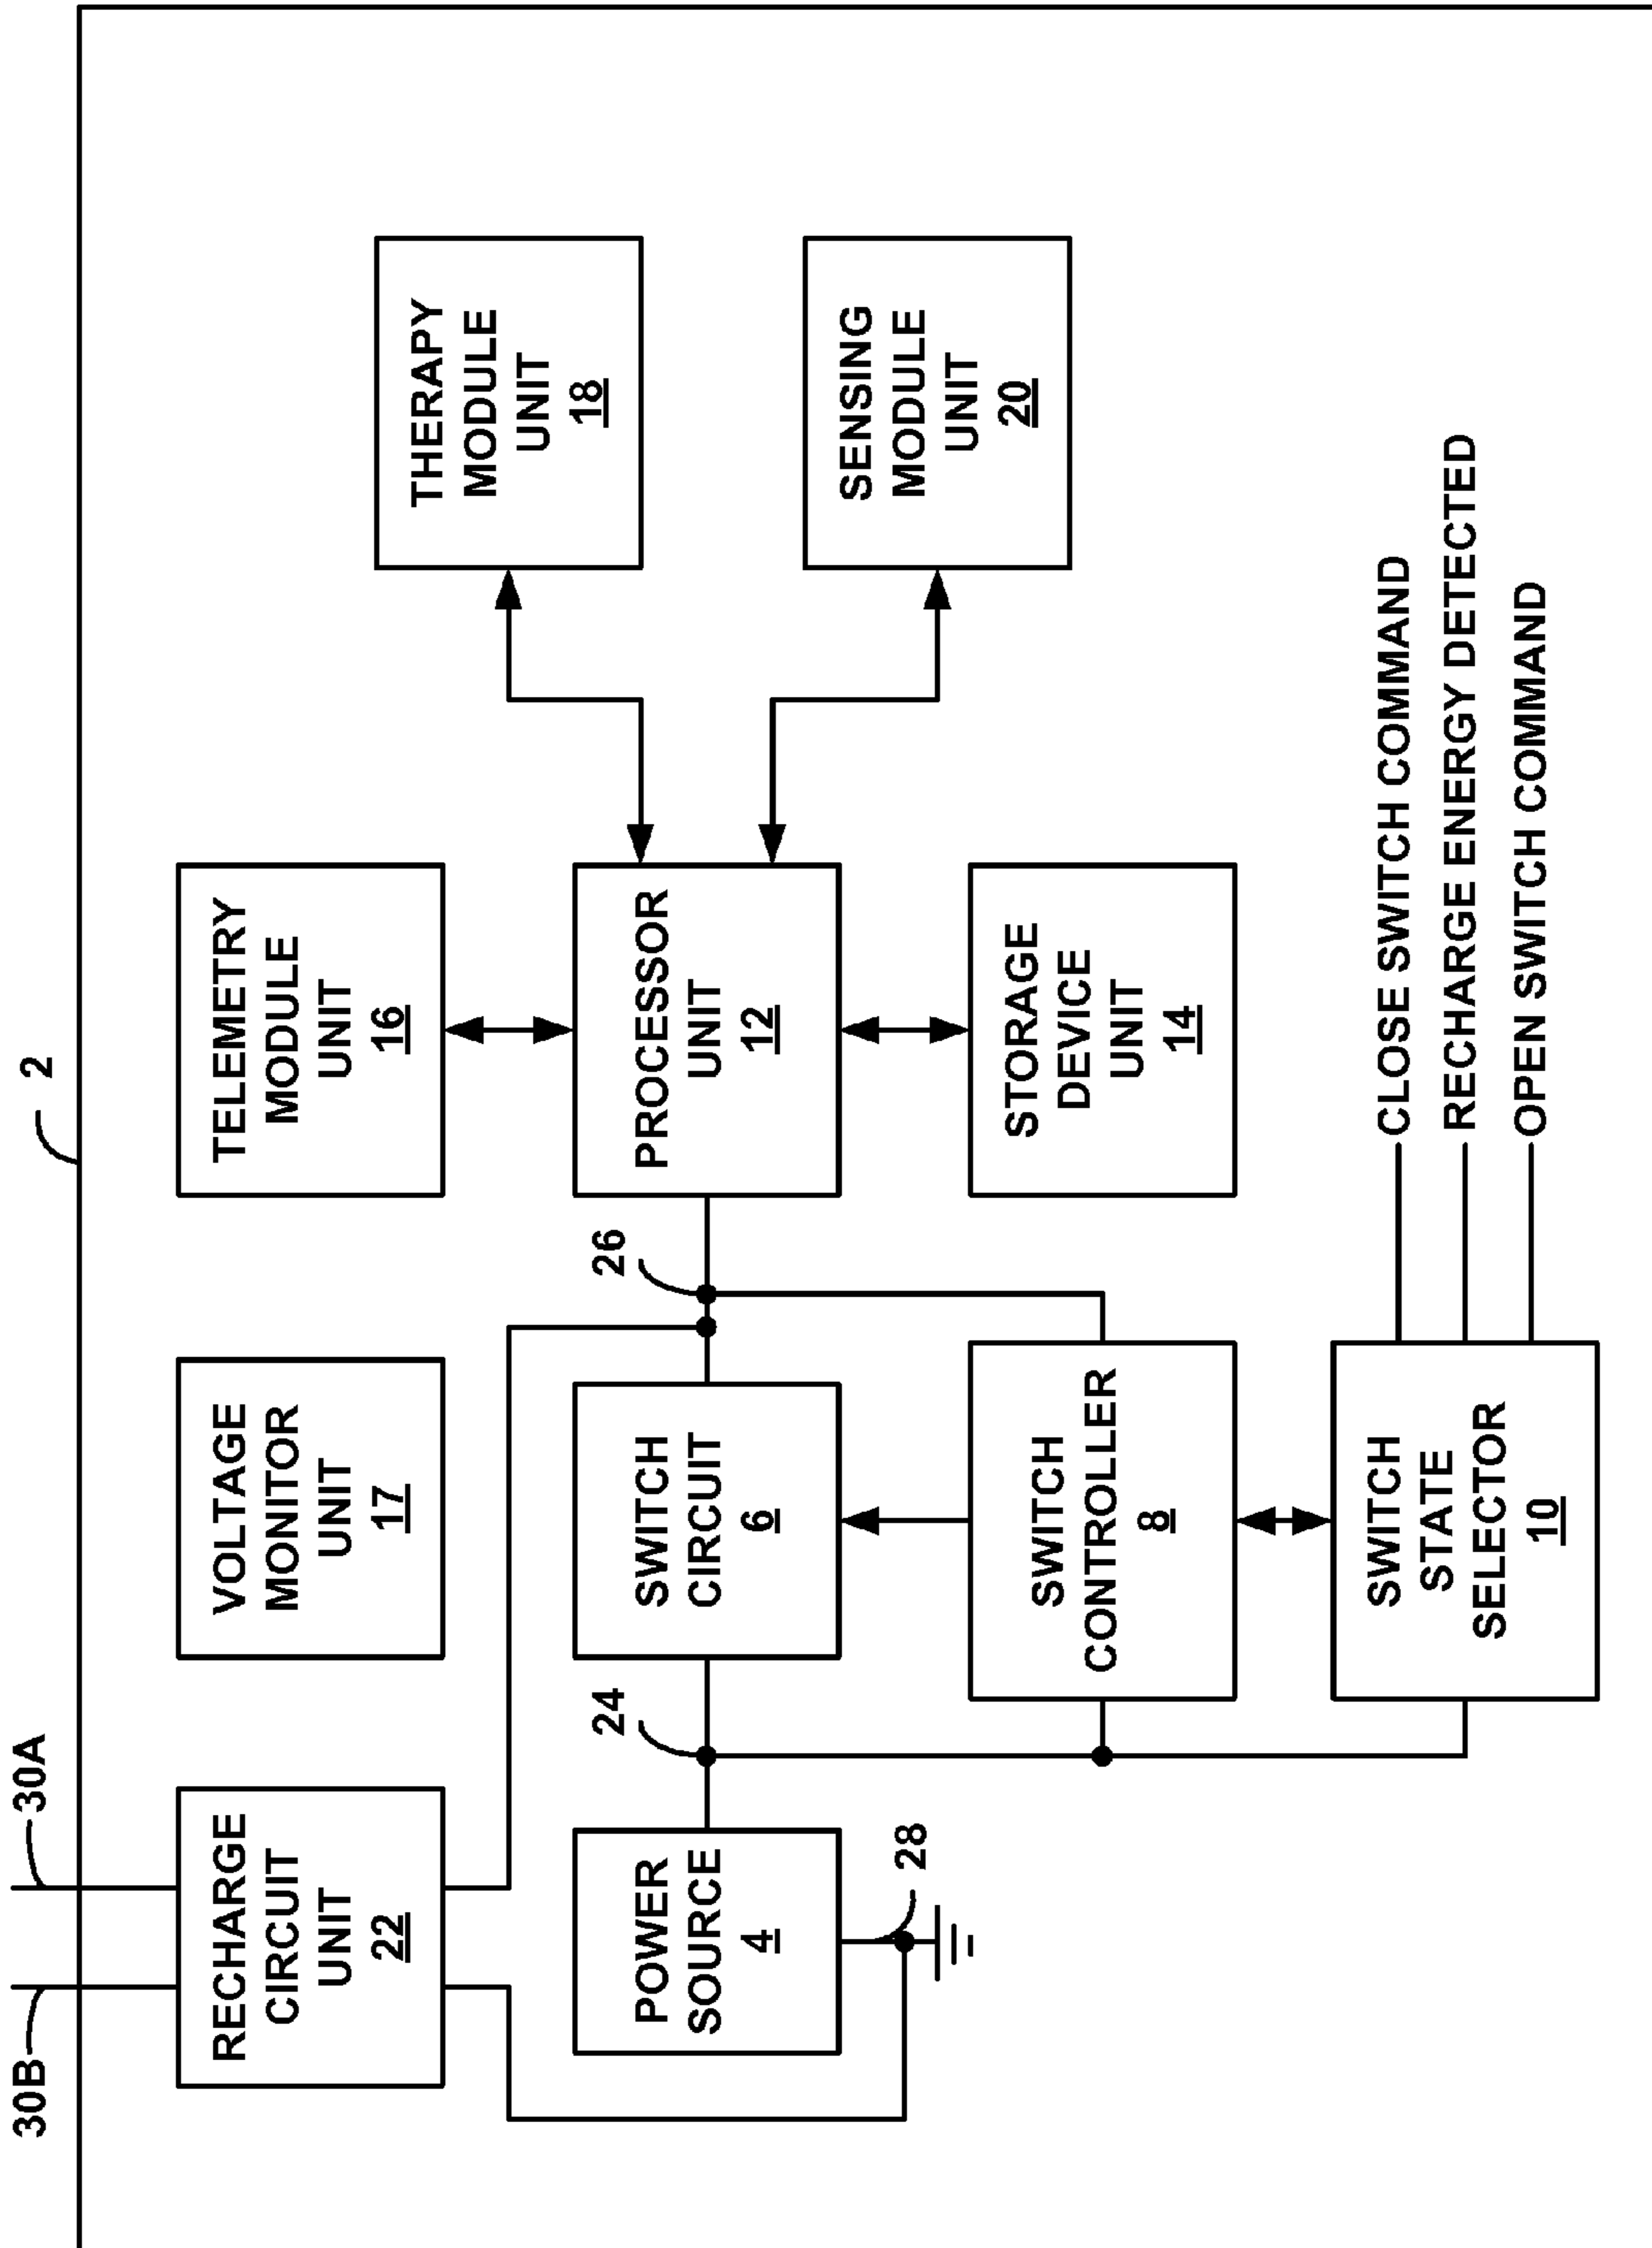 2
30B
30A
RECHARGE
CIRCUIT
UNIT
22
VOLTAGE
MONITOR
UNIT
17
TELEMETRY
MODULE
UNIT
16
THERAPY
MODULE
UNIT
18
24
26
POWER
SOURCE
4
SWITCH
CIRCUIT
6
PROCESSOR
UNIT
12
28
SENSING
MODULE
UNIT
20
SWITCH
CONTROLLER
8
STORAGE
DEVICE
UNIT
14
SWITCH
STATE
SELECTOR
10
CLOSE SWITCH COMMAND
RECHARGE ENERGY DETECTED
OPEN SWITCH COMMAND